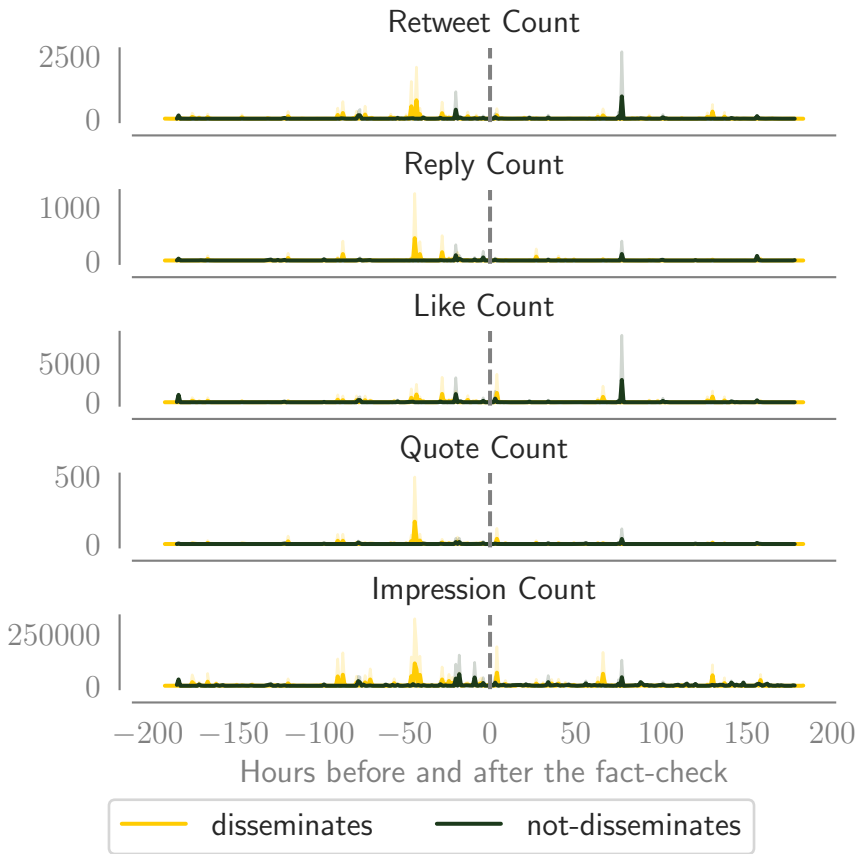 Retweet Count
2500
0
Reply Count
1000
0
Like Count
5000
0
Quote Count
500
0
Impression Count
250000
0
−200 −150 −100 −50 0 50 100 150 200
Hours before and after the fact-check
disseminates not-disseminates